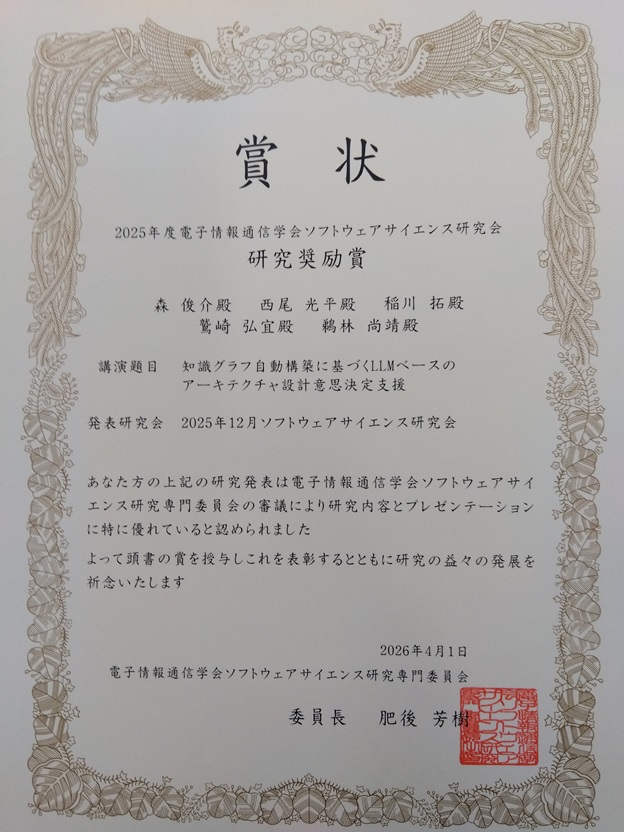 賞 状
2025年度電子情報通信学会ソフトウェアサイエンス研究会
研究奨励賞
森 俊介殿 西尾 光平殿 稲川 拓殿
鷲崎 弘宜殿 鵜林 尚靖殿
講演題目 知識グラフ自動構築に基づくLLMベースの
アーキテクチャ設計意思決定支援
発表研究会 2025年12月ソフトウェアサイエンス研究会
あなた方の上記の研究発表は電子情報通信学会ソフトウェアサイ
エンス研究専門委員会の審議により研究内容とプレゼンテーション
に特に優れていると認められました
よって頭書の賞を授与しこれを表彰するとともに研究の益々の発展を
祈念いたします
2026年4月1日
電子情報通信学会ソフトウェアサイエンス研究専門委員会
委員長 肥後 芳樹